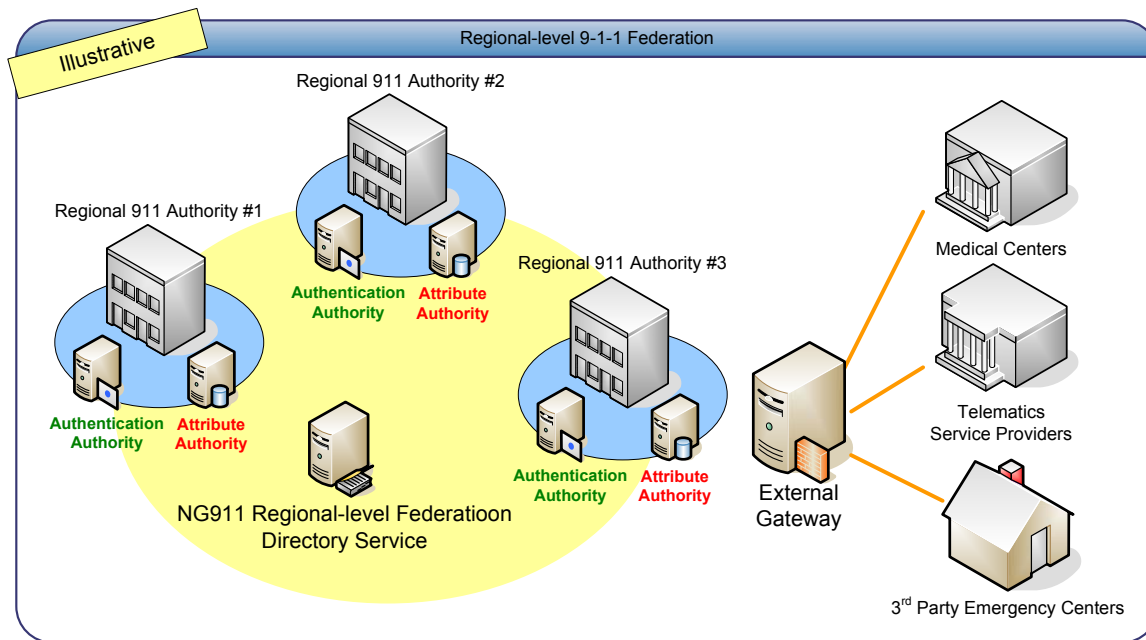 Regional-level 9-1-1 Federation
Illustrative
Regional 911 Authority #2
Regional 911 Authority #1
Authentication
Authority
Attribute
Authority
Regional 911 Authority #3
Authentication
Authority
Attribute
Authority
Authentication
Authority
Attribute
Authority
NG911 Regional-level Federatioon
Directory Service
External
Gateway
Medical Centers
Telematics
Service Providers
3rd Party Emergency Centers